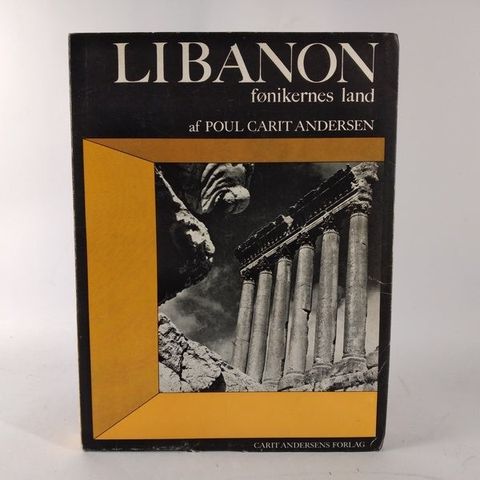 LIBANON
fønikernes land
af POUL CARIT ANDERSEN
CARIT ANDERSENS FORLAG